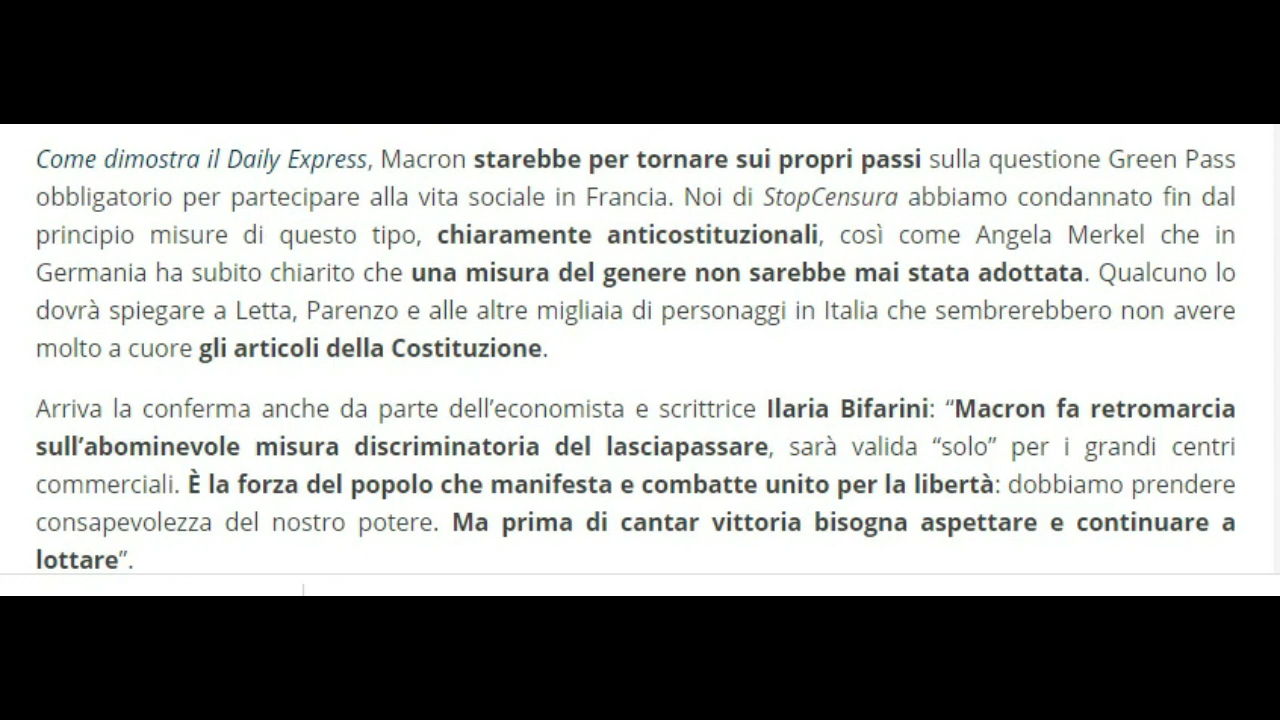 Come dimostra il Daily Express, Macron starebbe per tornare sui propri passi sulla questione Green Pass
obbligatorio per partecipare alla vita sociale in Francia. Noi di StopCensura abbiamo condannato fin dal
principio misure di questo tipo, chiaramente anticostituzionali, così come Angela Merkel che in
Germania ha subito chiarito che una misura del genere non sarebbe mai stata adottata. Qualcuno lo
dovrà spiegare a Letta, Parenzo e alle altre migliaia di personaggi in Italia che sembrerebbero non avere
molto a cuore gli articoli della Costituzione.
Arriva la conferma anche da parte dell’economista e scrittrice Ilaria Bifarini: “Macron fa retromarcia
sull’abominevole misura discriminatoria del lasciapassare, sarà valida “solo” per i grandi centri
commerciali. È la forza del popolo che manifesta e combatte unito per la libertà: dobbiamo prendere
consapevolezza del nostro potere. Ma prima di cantar vittoria bisogna aspettare e continuare a
lottare”.